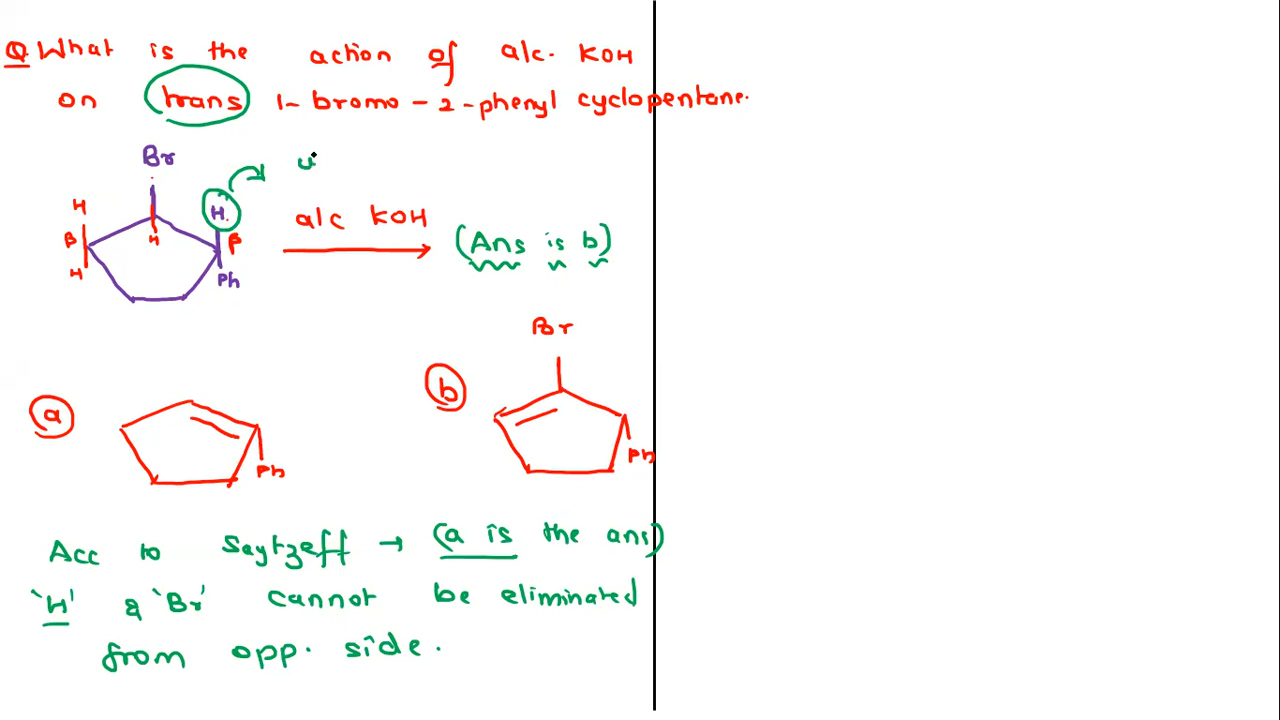 Q What is the action of alc. KOH
on trans 1-bromo-2-phenyl cyclopentane.
Br
H H
β H β
H Ph
alc KOH
(Ans is b)
Br
a b
Ph Ph
Acc to Saytzeff → (a is the ans)
'H' & 'Br' cannot be eliminated
from opp. side.